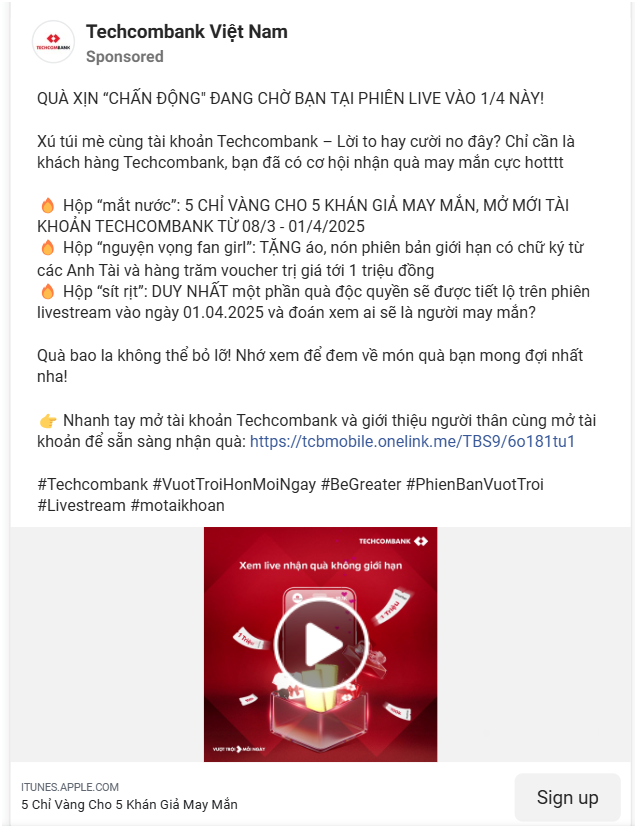 Techcombank Việt Nam
TECHCOMBANK
Sponsored
QUÀ XỊN “CHẤN ĐỘNG" ĐANG CHỜ BẠN TẠI PHIÊN LIVE VÀO 1/4 NÀY!
Xú túi mè cùng tài khoản Techcombank – Lời to hay cười no đây? Chỉ cần là
khách hàng Techcombank, bạn đã có cơ hội nhận quà may mắn cực hotttt
🔥 Hộp “mắt nước”: 5 CHỈ VÀNG CHO 5 KHÁN GIẢ MAY MẮN, MỞ MỚI TÀI
KHOẢN TECHCOMBANK TỪ 08/3 - 01/4/2025
🔥 Hộp “nguyện vọng fan girl”: TẶNG áo, nón phiên bản giới hạn có chữ ký từ
các Anh Tài và hàng trăm voucher trị giá tới 1 triệu đồng
🔥 Hộp “sít rịt”: DUY NHẤT một phần quà độc quyền sẽ được tiết lộ trên phiên
livestream vào ngày 01.04.2025 và đoán xem ai sẽ là người may mắn?
Quà bao la không thể bỏ lỡ! Nhớ xem để đem về món quà bạn mong đợi nhất
nha!
👉 Nhanh tay mở tài khoản Techcombank và giới thiệu người thân cùng mở tài
khoản để sẵn sàng nhận quà: https://tcbmobile.onelink.me/TBS9/6o181tu1
#Techcombank #VuotTroiHonMoiNgay #BeGreater #PhienBanVuotTroi
#Livestream #motaikhoan
TECHCOMBANK
Xem live nhận quà không giới hạn
1 Triệu
1 Triệu
VƯỢT TRỘI MỖI NGÀY
ITUNES.APPLE.COM
5 Chỉ Vàng Cho 5 Khán Giả May Mắn
Sign up